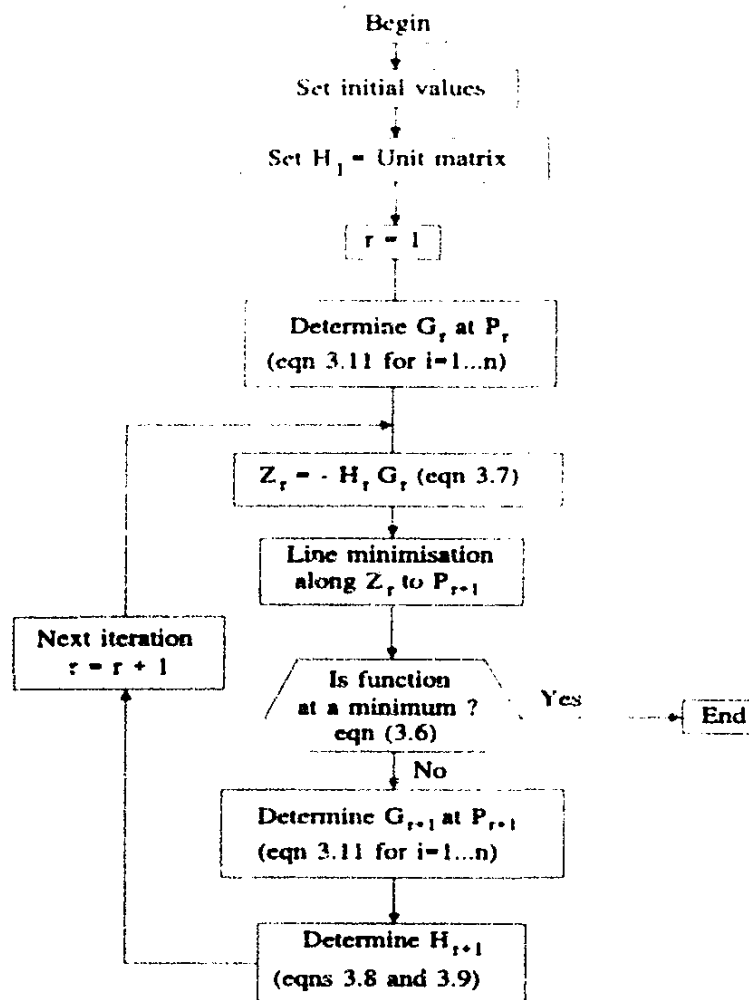 Begin
Set initial values
Set H₁ = Unit matrix
r = 1
Determine Gᵣ at Pᵣ
(eqn 3.11 for i=1...n)
Zᵣ = - Hᵣ Gᵣ (eqn 3.7)
Line minimisation
along Zᵣ to Pᵣ₊₁
Next iteration
r = r + 1
Is function
at a minimum ?
eqn (3.6)
Yes
End
No
Determine Gᵣ₊₁ at Pᵣ₊₁
(eqn 3.11 for i=1...n)
Determine Hᵣ₊₁
(eqns 3.8 and 3.9)